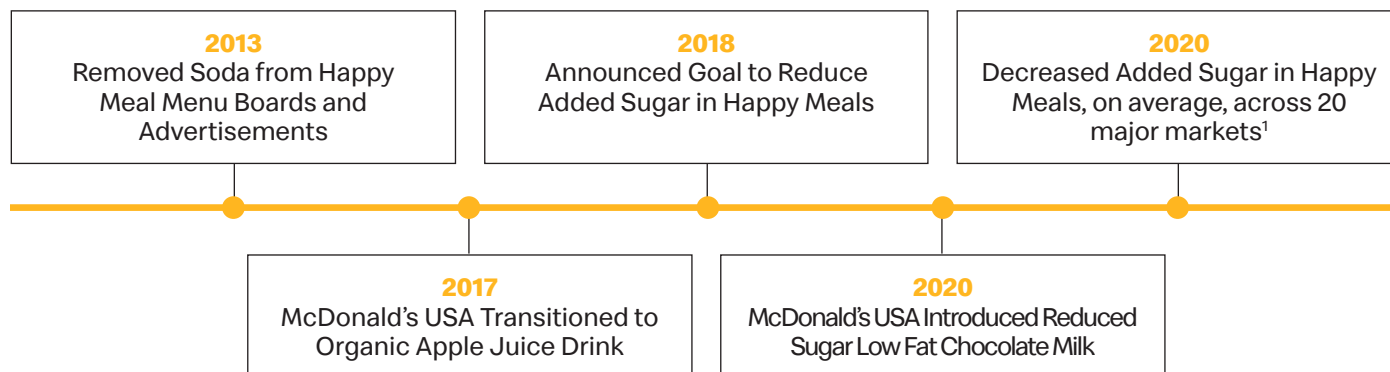 2013
Removed Soda from Happy
Meal Menu Boards and
Advertisements
2017
McDonald’s USA Transitioned to
Organic Apple Juice Drink
2018
Announced Goal to Reduce
Added Sugar in Happy Meals
2020
McDonald’s USA Introduced Reduced
Sugar Low Fat Chocolate Milk
2020
Decreased Added Sugar in Happy
Meals, on average, across 20
major markets¹